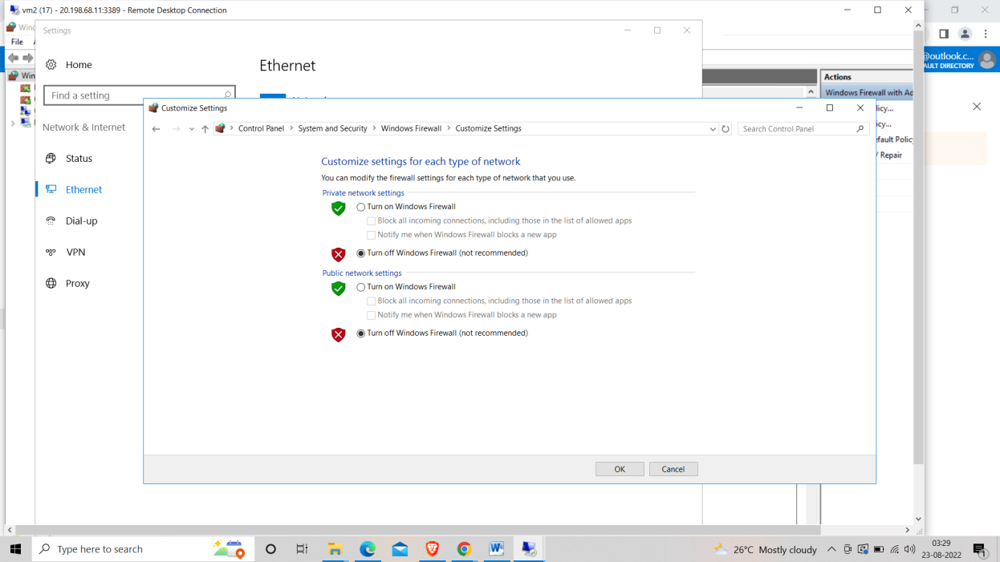 vm2 (17) - 20.198.68.11:3389 - Remote Desktop Connection
Settings
File
Home
Ethernet
Find a setting
Win
Actions
Windows Firewall with Ad
@outlook.c...
AULT DIRECTORY
Customize Settings
licy...
Control Panel
System and Security
Windows Firewall
Customize Settings
Search Control Panel
icy...
efault Policy
/ Repair
Network & Internet
Status
Ethernet
Dial-up
VPN
Proxy
Customize settings for each type of network
You can modify the firewall settings for each type of network that you use.
Private network settings
Turn on Windows Firewall
Block all incoming connections, including those in the list of allowed apps
Notify me when Windows Firewall blocks a new app
Turn off Windows Firewall (not recommended)
Public network settings
Turn on Windows Firewall
Block all incoming connections, including those in the list of allowed apps
Notify me when Windows Firewall blocks a new app
Turn off Windows Firewall (not recommended)
OK
Cancel
Type here to search
26°C Mostly cloudy
03:29
23-08-2022
1